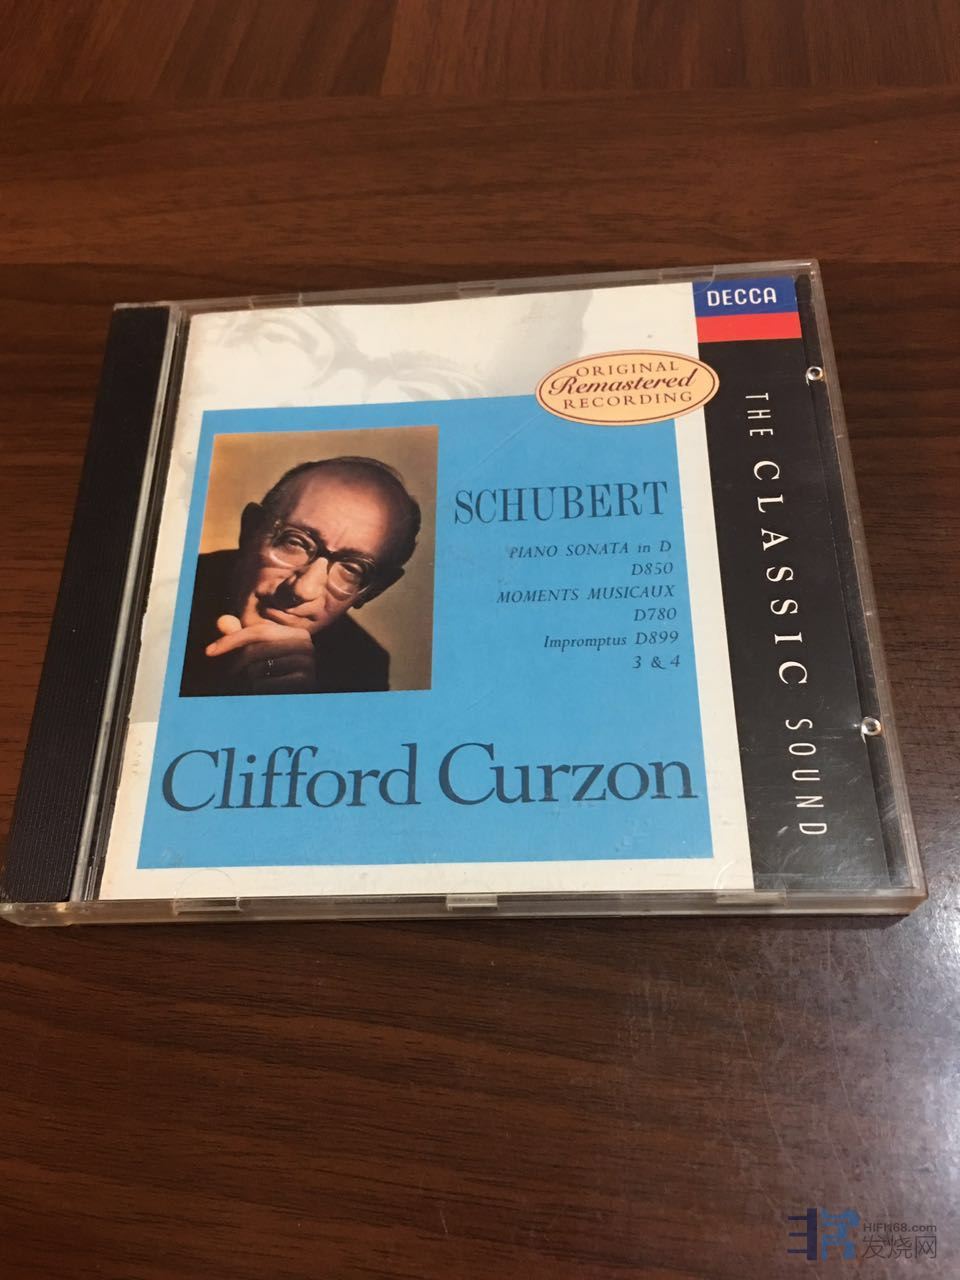 DECCA
ORIGINAL
Remastered
RECORDING
THE CLASSIC SOUND
SCHUBERT
PIANO SONATA in D
D850
MOMENTS MUSICAUX
D780
Impromptus D899
3 & 4
Clifford Curzon
HIFI168.com
发烧网